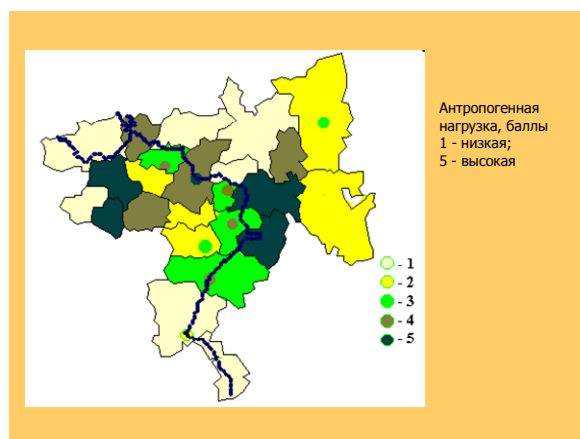 Антропогенная
нагрузка, баллы
1 - низкая;
5 - высокая
- 1
- 2
- 3
- 4
- 5